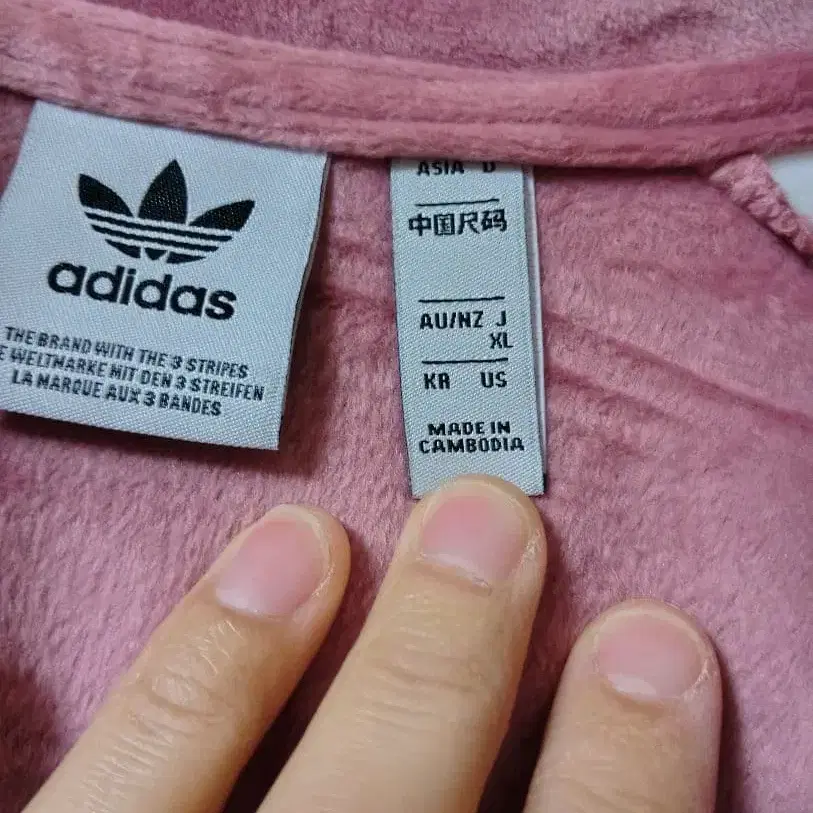 adidas
THE BRAND WITH THE 3 STRIPES
E WELTMARKE MIT DEN 3 STREIFEN
LA MARQUE AUX 3 BANDES
ASIA D
中国尺码
AU/NZ J
XL
KR US
MADE IN
CAMBODIA